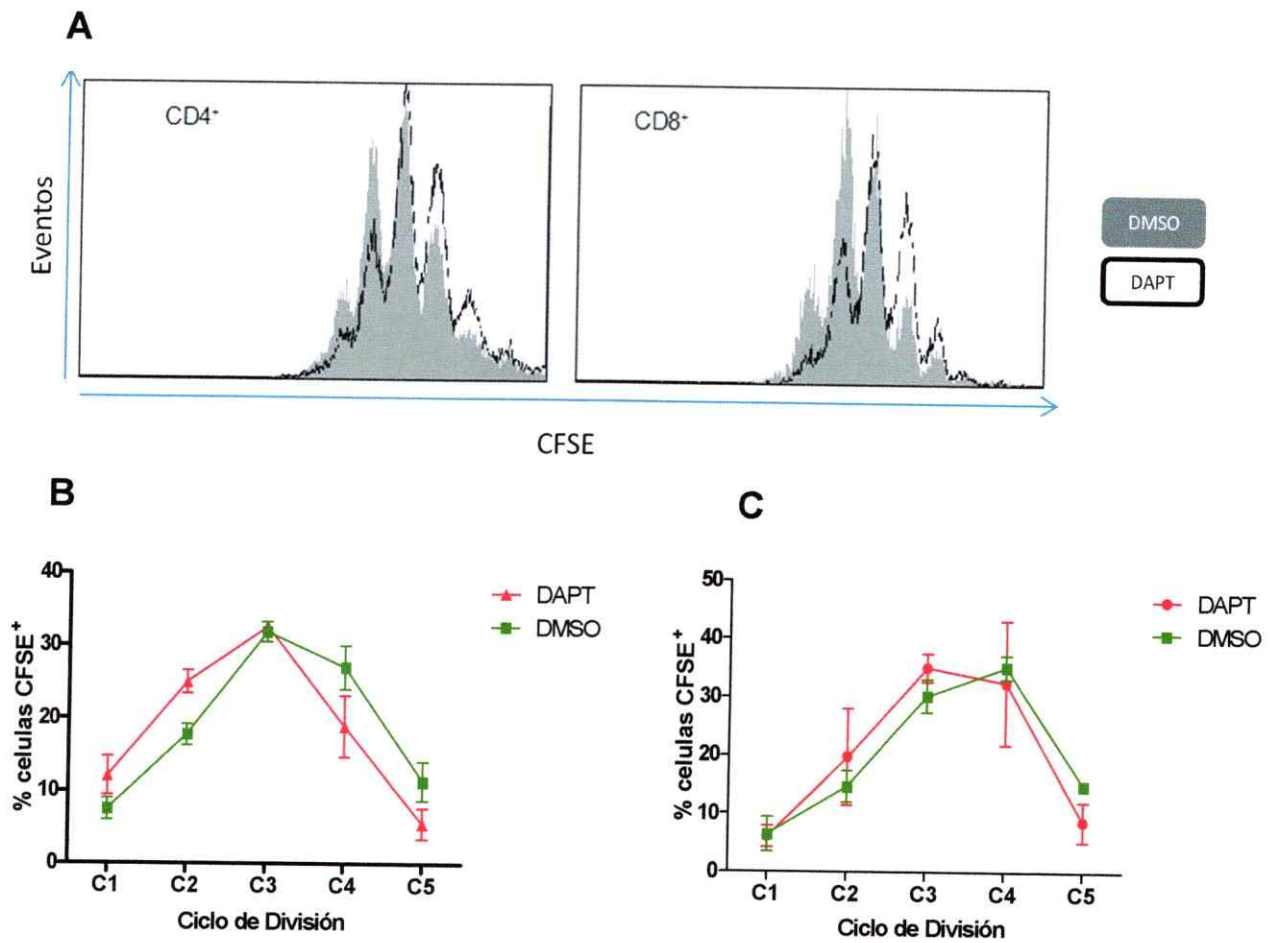 A
CD4⁺
CD8⁺
Eventos
DMSO
DAPT
CFSE
B
40
30
20
10
0
% celulas CFSE⁺
C1 C2 C3 C4 C5
Ciclo de División
DAPT
DMSO
C
50
40
30
20
10
0
% celulas CFSE⁺
C1 C2 C3 C4 C5
Ciclo de División
DAPT
DMSO